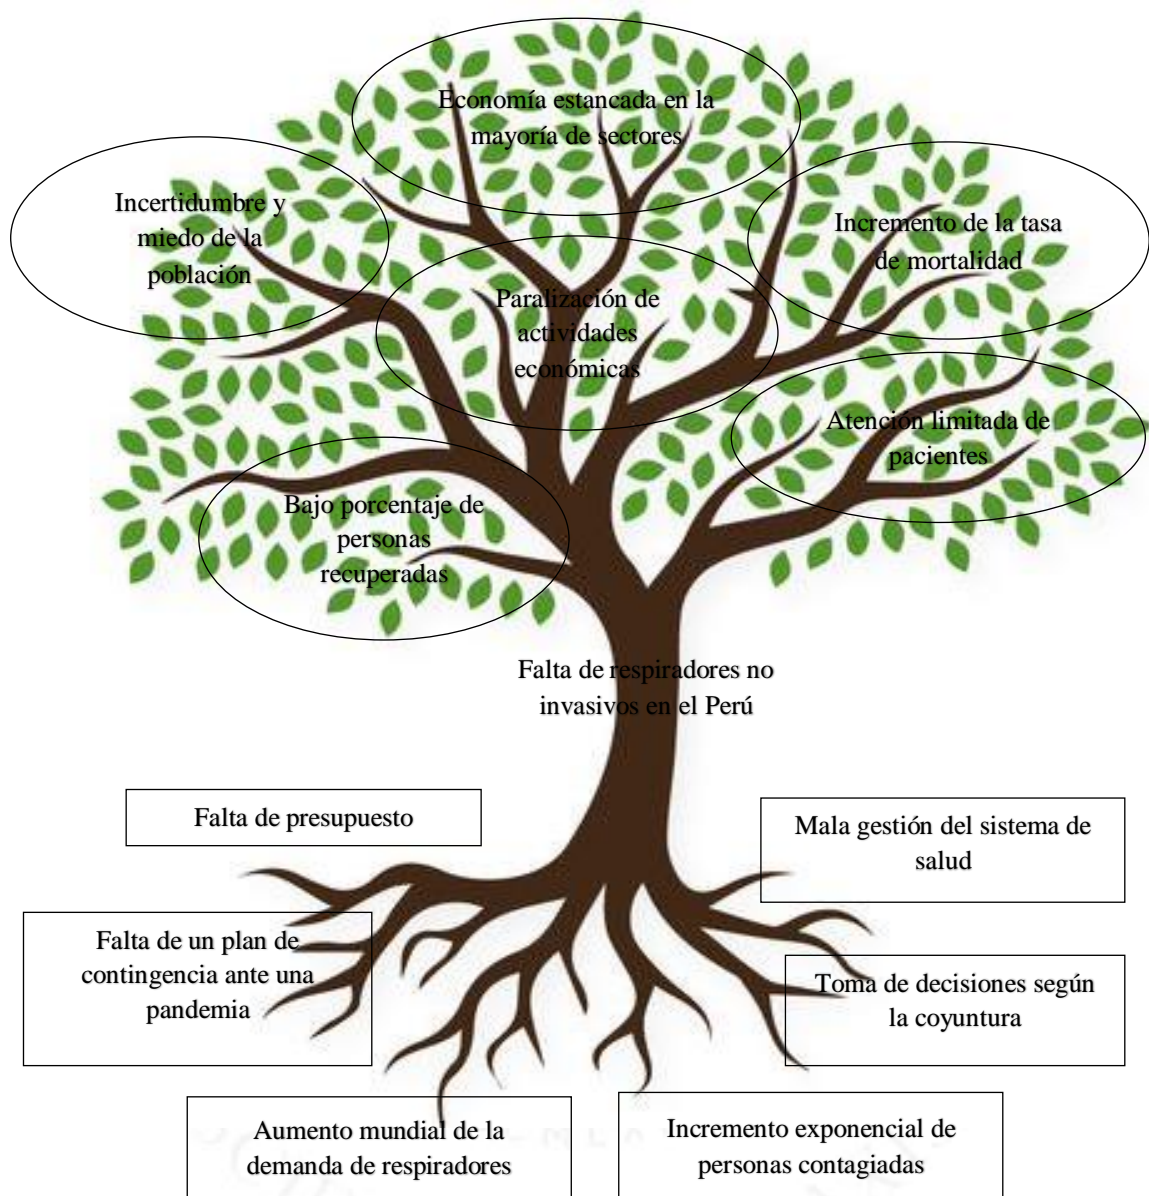 Economía estancada en la
mayoría de sectores
Incertidumbre y
miedo de la
población
Incremento de la tasa
de mortalidad
Paralización de
actividades
económicas
Atención limitada de
pacientes
Bajo porcentaje de
personas
recuperadas
Falta de respiradores no
invasivos en el Perú
Falta de presupuesto
Mala gestión del sistema de
salud
Falta de un plan de
contingencia ante una
pandemia
Toma de decisiones según
la coyuntura
Aumento mundial de la
demanda de respiradores
Incremento exponencial de
personas contagiadas